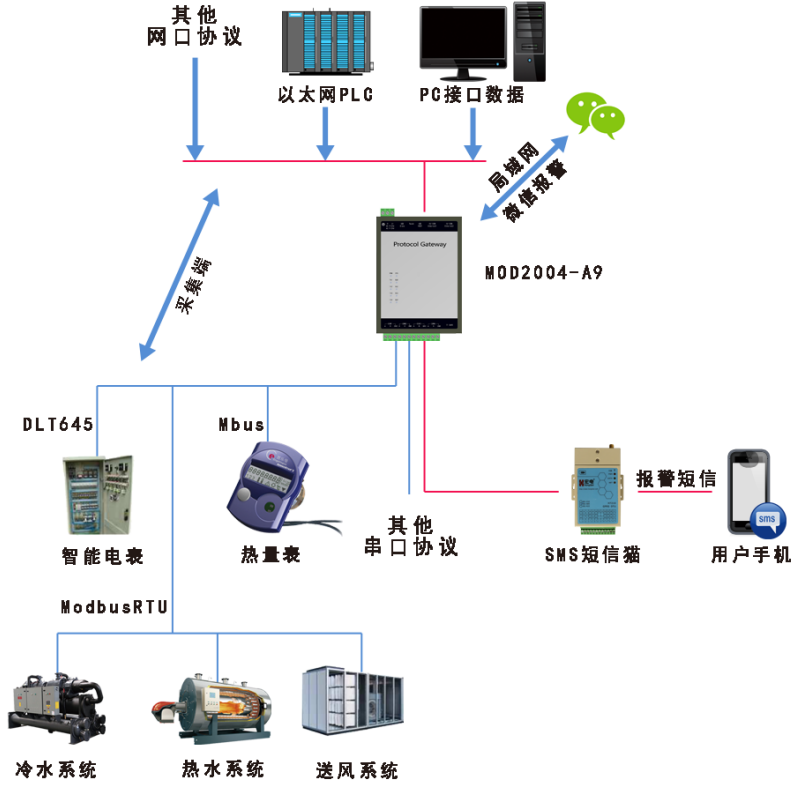 其他
网口协议
以太网PLC
PC接口数据
局域网
微信报警
采集端
Protocol Gateway
MOD2004-A9
DLT645
Mbus
报警短信
sms
其他
串口协议
智能电表
热量表
SMS短信猫
用户手机
ModbusRTU
冷水系统
热水系统
送风系统